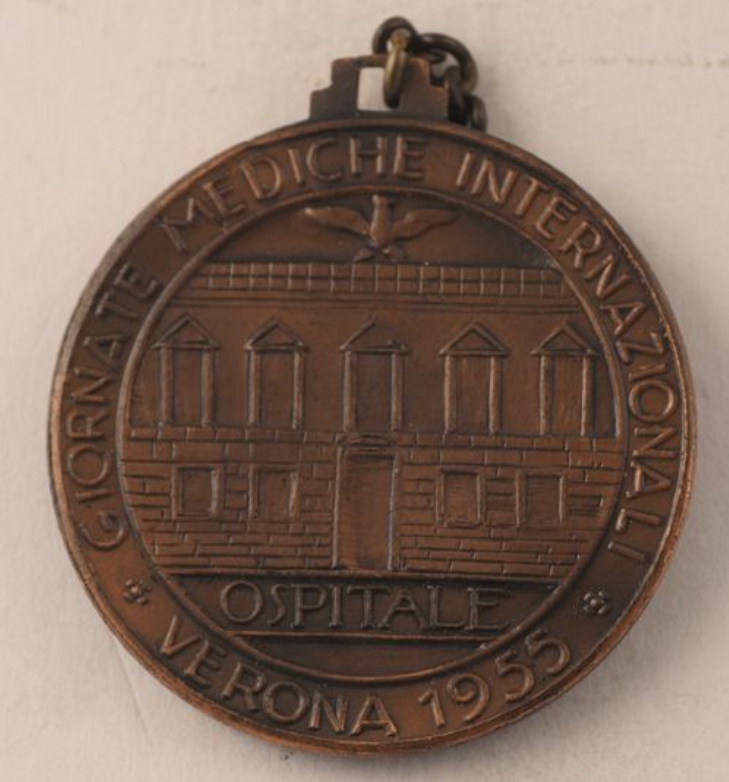 GIORNATE MEDICHE INTERNAZIONALI
OSPITALE
VERONA 1955